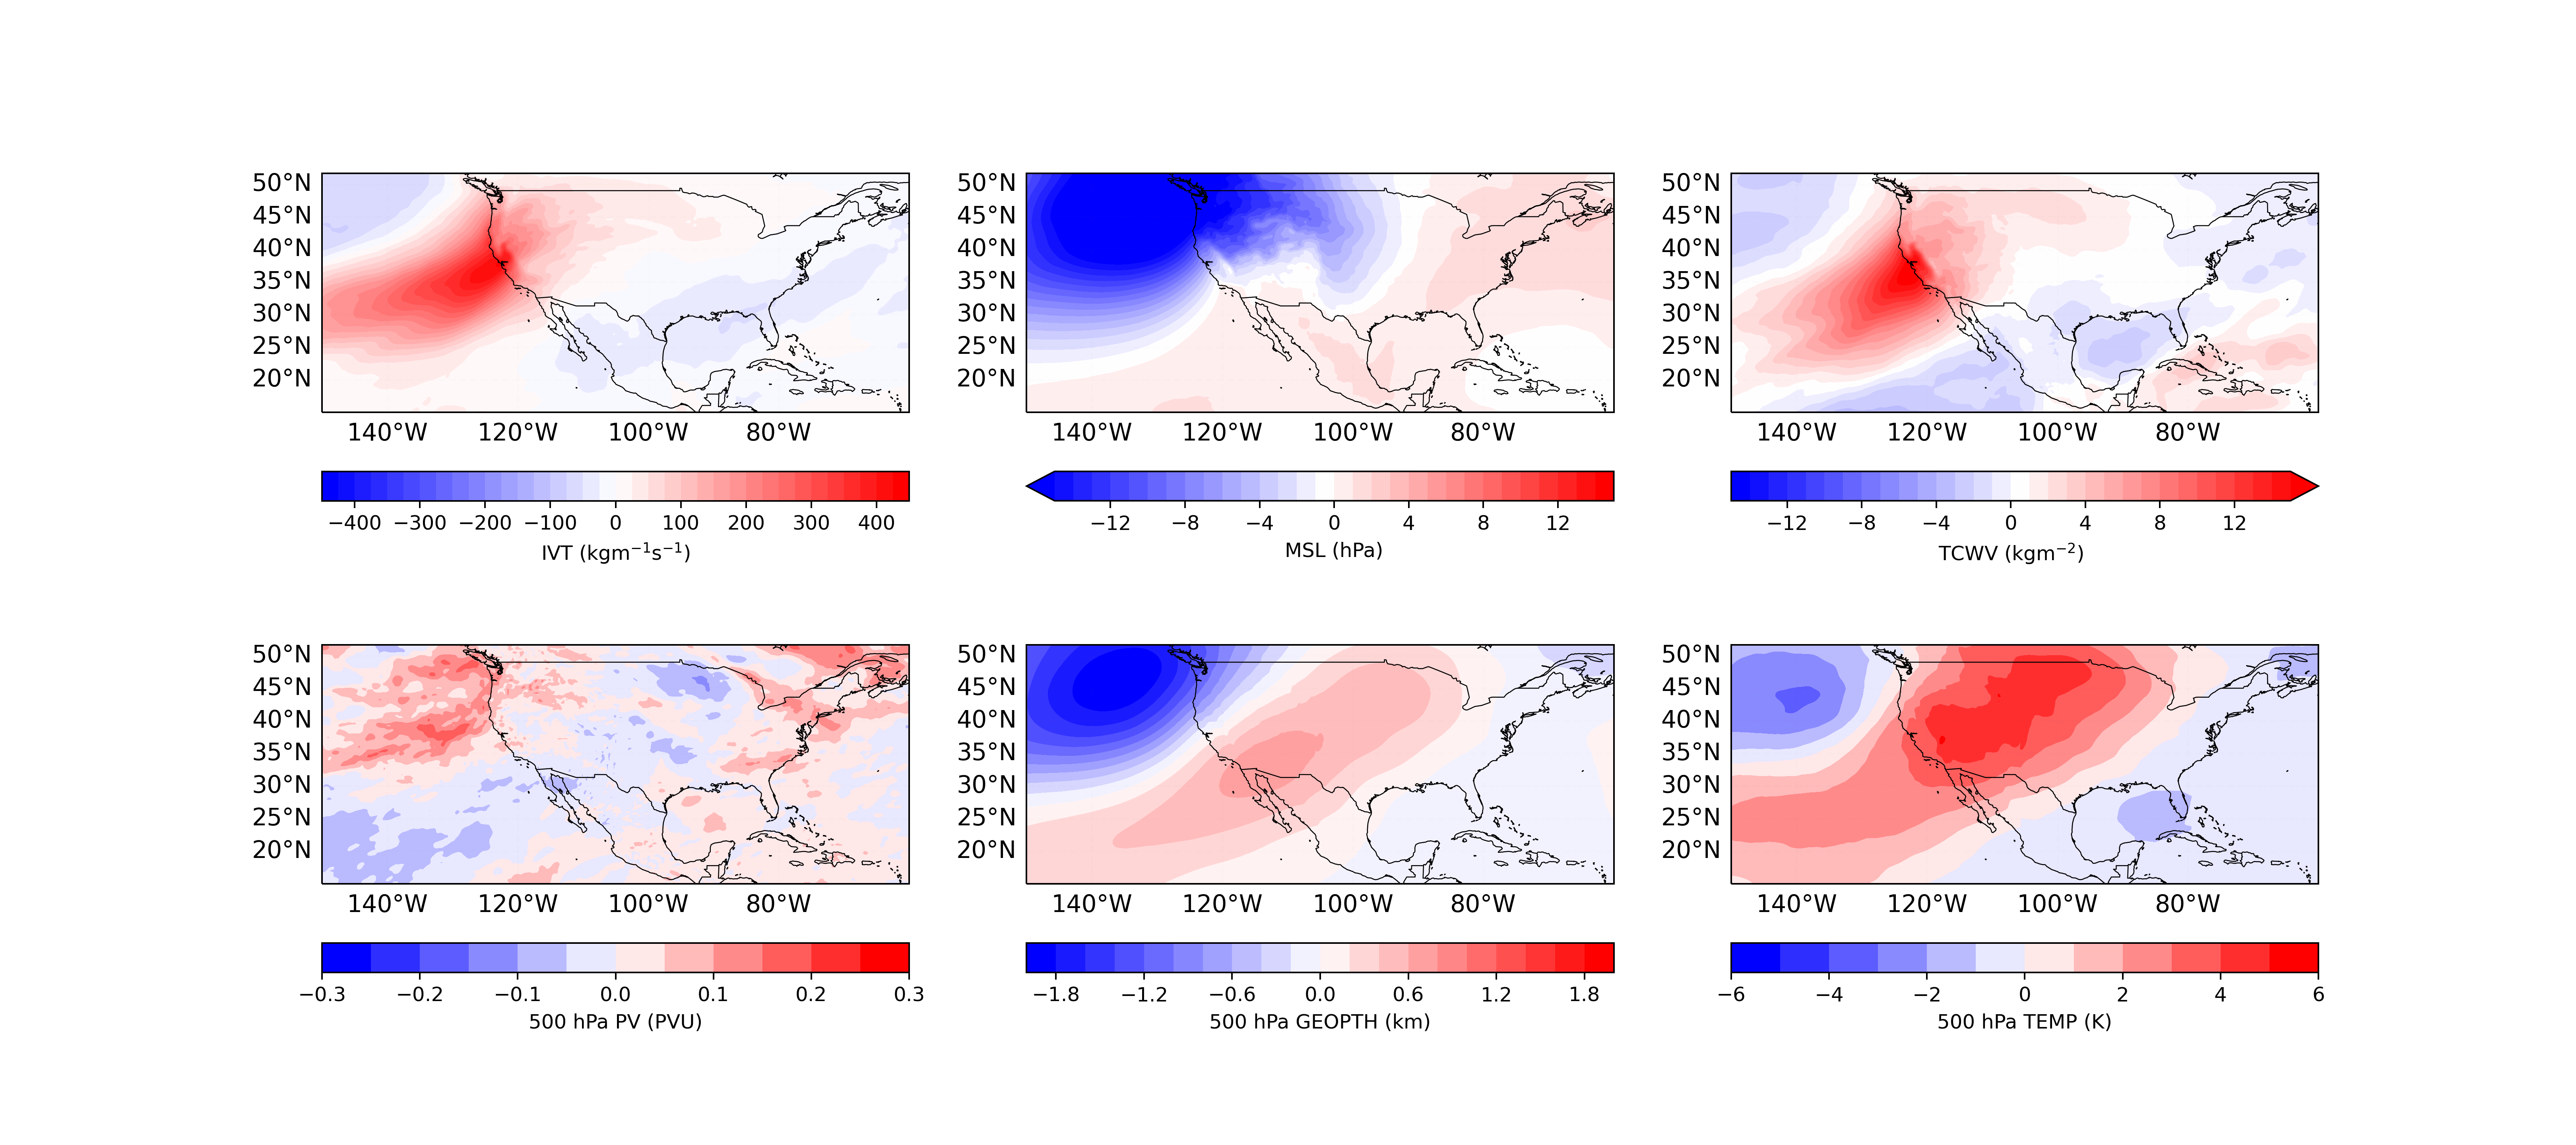 50°N 50°N 50°N
45°N 45°N 45°N
40°N 40°N 40°N
35°N 35°N 35°N
30°N 30°N 30°N
25°N 25°N 25°N
20°N 20°N 20°N
140°W 120°W 100°W 80°W 140°W 120°W 100°W 80°W 140°W 120°W 100°W 80°W
−400 −300 −200 −100 0 100 200 300 400 −12 −8 −4 0 4 8 12 −12 −8 −4 0 4 8 12
IVT (kgm⁻¹s⁻¹) MSL (hPa) TCWV (kgm⁻²)
50°N 50°N 50°N
45°N 45°N 45°N
40°N 40°N 40°N
35°N 35°N 35°N
30°N 30°N 30°N
25°N 25°N 25°N
20°N 20°N 20°N
140°W 120°W 100°W 80°W 140°W 120°W 100°W 80°W 140°W 120°W 100°W 80°W
−0.3 −0.2 −0.1 0.0 0.1 0.2 0.3 −1.8 −1.2 −0.6 0.0 0.6 1.2 1.8 −6 −4 −2 0 2 4 6
500 hPa PV (PVU) 500 hPa GEOPTH (km) 500 hPa TEMP (K)